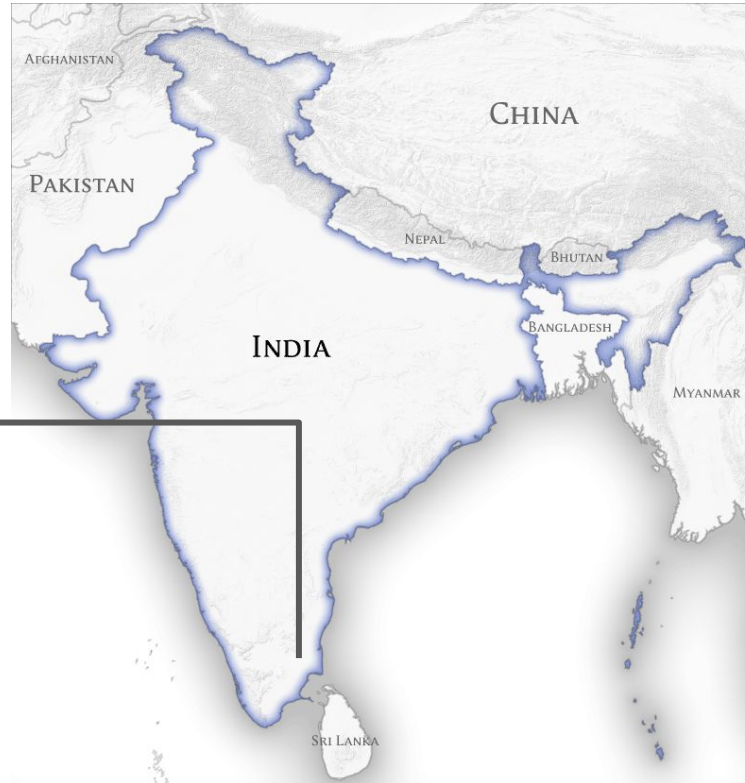 AFGHANISTAN
CHINA
PAKISTAN
NEPAL
BHUTAN
BANGLADESH
INDIA
MYANMAR
SRI LANKA